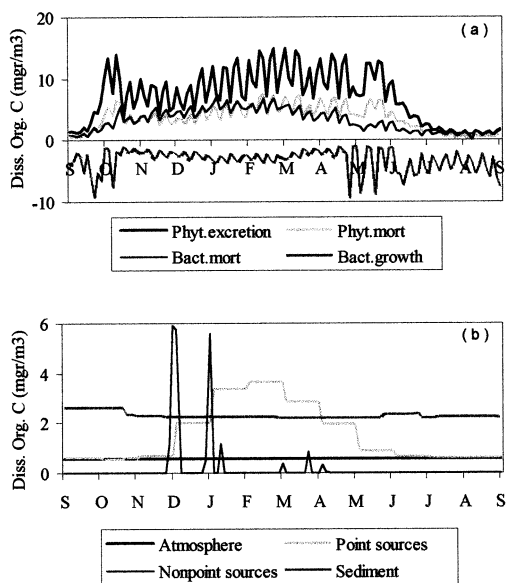 (a)
Diss. Org. C (mgr/m3)
20
10
0
-10
S O N D J F M A M J J A S
Phyt.excretion Phyt.mort
Bact.mort Bact.growth
(b)
Diss. Org. C (mgr/m3)
6
4
2
0
S O N D J F M A M J J A S
Atmosphere Point sources
Nonpoint sources Sediment